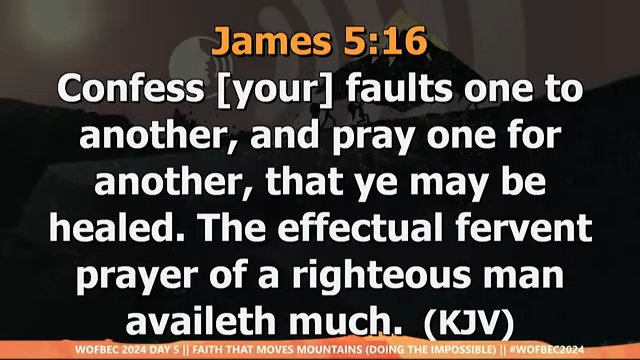 James 5:16
Confess [your] faults one to
another, and pray one for
another, that ye may be
healed. The effectual fervent
prayer of a righteous man
availeth much. (KJV)
WOFBEC 2024 DAY 5 || FAITH THAT MOVES MOUNTAINS (DOING THE IMPOSSIBLE) || #WOFBEC2024